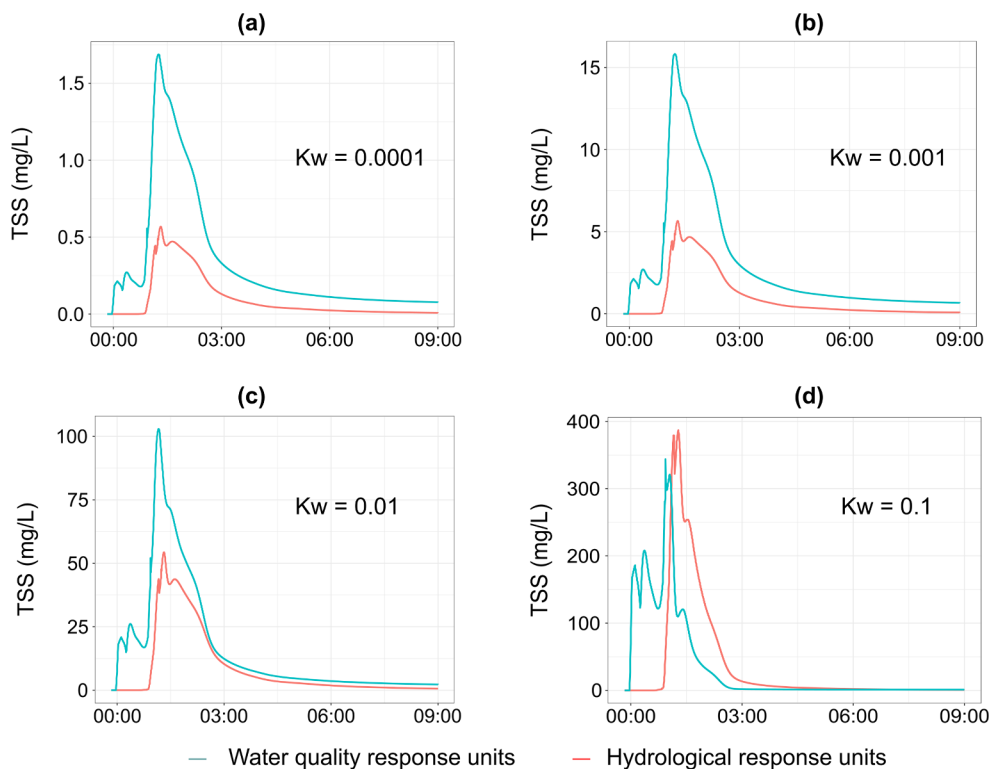 (a)
(b)
TSS (mg/L)
1.5
1.0
0.5
0.0
Kw = 0.0001
00:00 03:00 06:00 09:00
TSS (mg/L)
15
10
5
0
Kw = 0.001
00:00 03:00 06:00 09:00
(c)
(d)
TSS (mg/L)
100
75
50
25
0
Kw = 0.01
00:00 03:00 06:00 09:00
TSS (mg/L)
400
300
200
100
0
Kw = 0.1
00:00 03:00 06:00 09:00
Water quality response units Hydrological response units